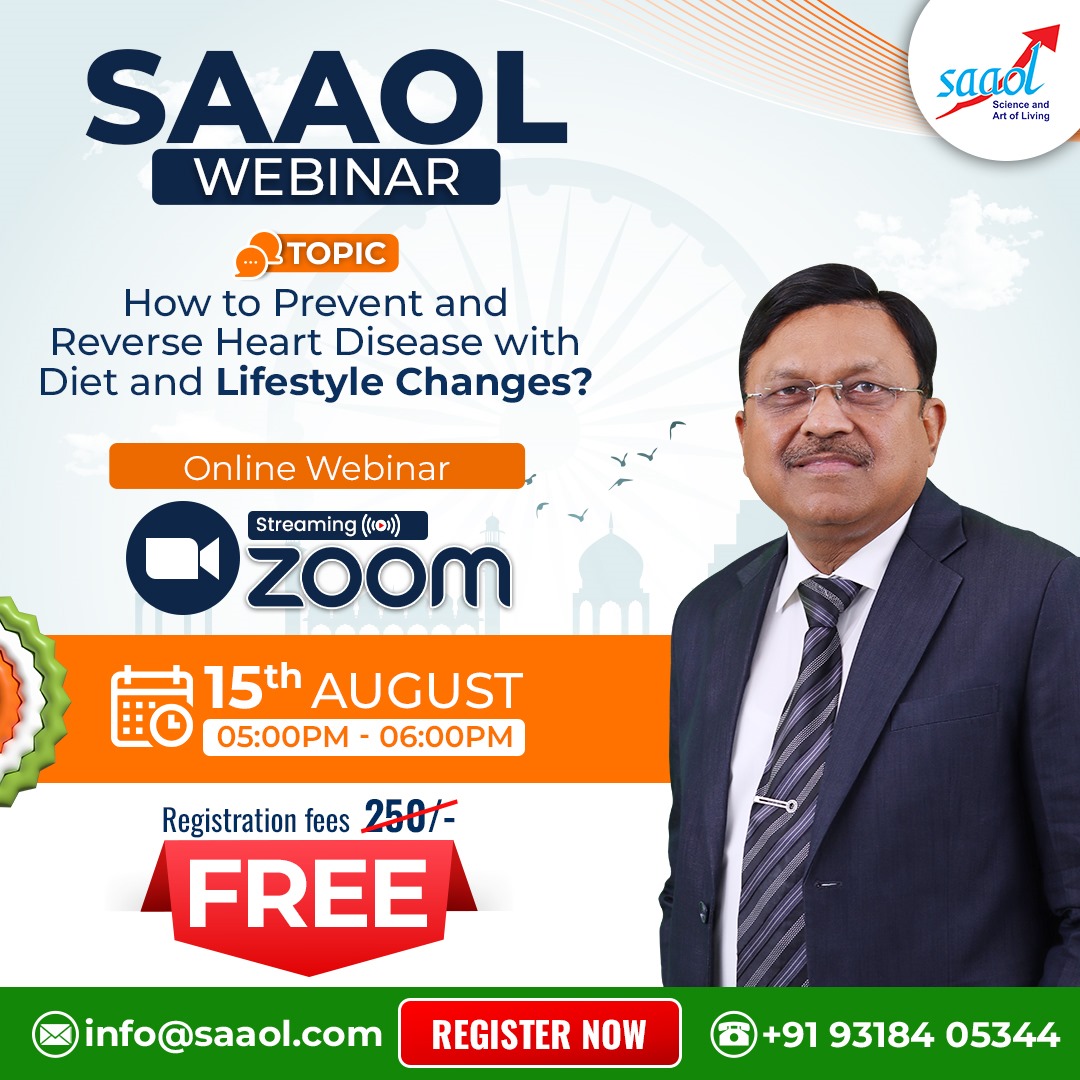 SAAOL
WEBINAR
saaol
Science and
Art of Living
TOPIC
How to Prevent and
Reverse Heart Disease with
Diet and Lifestyle Changes?
Online Webinar
Streaming
zoom
15th AUGUST
05:00PM - 06:00PM
Registration fees 250/-
FREE
info@saaol.com
REGISTER NOW
+91 93184 05344